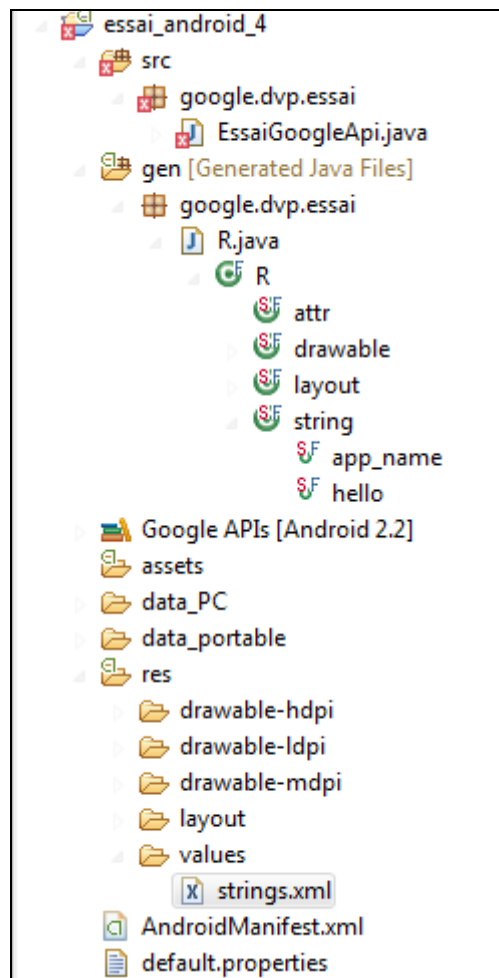 essai_android_4
src
google.dvp.essai
EssaiGoogleApi.java
gen [Generated Java Files]
google.dvp.essai
R.java
R
attr
drawable
layout
string
app_name
hello
Google APIs [Android 2.2]
assets
data_PC
data_portable
res
drawable-hdpi
drawable-ldpi
drawable-mdpi
layout
values
strings.xml
AndroidManifest.xml
default.properties